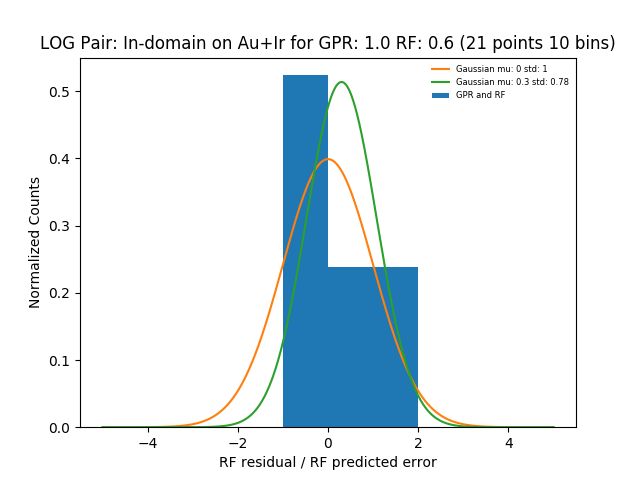 LOG Pair: In-domain on Au+Ir for GPR: 1.0 RF: 0.6 (21 points 10 bins)
Gaussian mu: 0 std: 1
Gaussian mu: 0.3 std: 0.78
GPR and RF
Normalized Counts
0.5
0.4
0.3
0.2
0.1
0.0
−4 −2 0 2 4
RF residual / RF predicted error